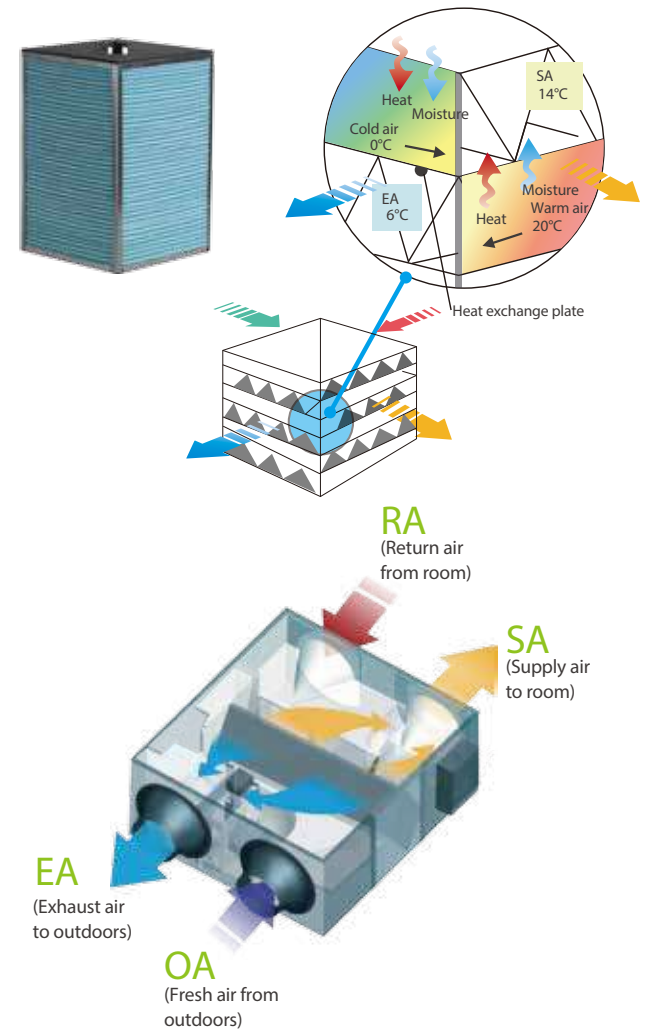 SA
14°C
Heat
Moisture
Cold air
0°C
EA
6°C
Moisture
Warm air
20°C
Heat
Heat exchange plate
RA
(Return air
from room)
SA
(Supply air
to room)
EA
(Exhaust air
to outdoors)
OA
(Fresh air from
outdoors)